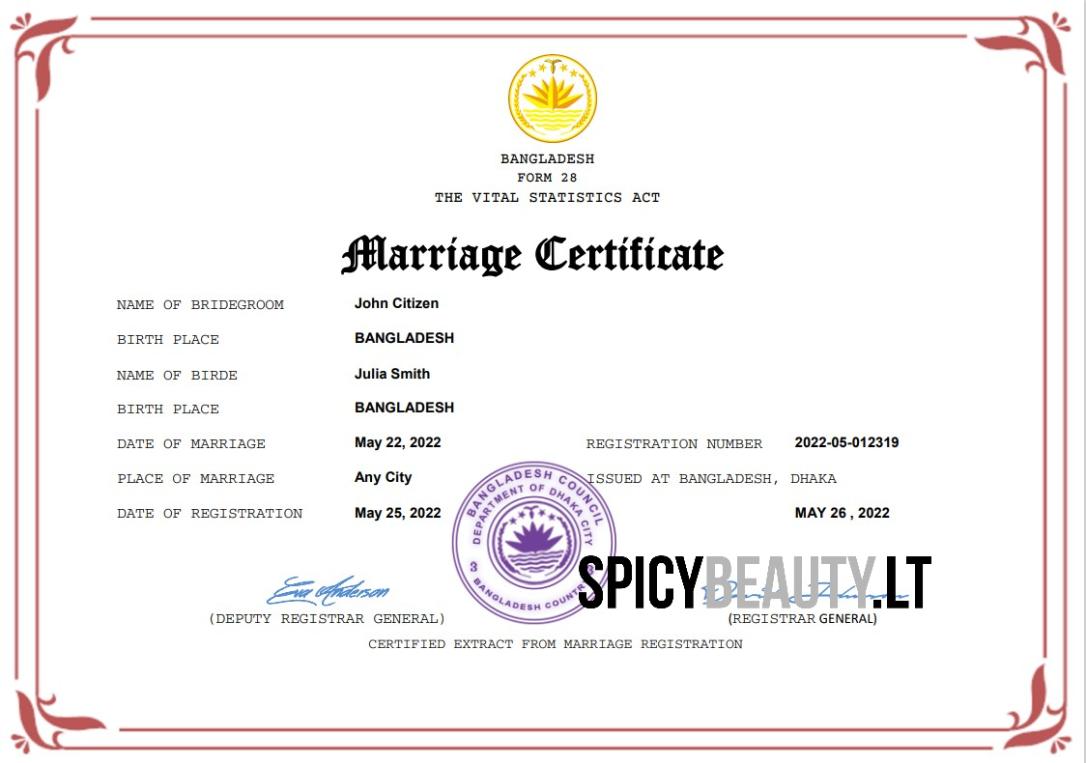 BANGLADESH
FORM 28
THE VITAL STATISTICS ACT
Marriage Certificate
NAME OF BRIDEGROOM John Citizen
BIRTH PLACE BANGLADESH
NAME OF BIRDE Julia Smith
BIRTH PLACE BANGLADESH
DATE OF MARRIAGE May 22, 2022 REGISTRATION NUMBER 2022-05-012319
PLACE OF MARRIAGE Any City ISSUED AT BANGLADESH, DHAKA
DATE OF REGISTRATION May 25, 2022 MAY 26 , 2022
BANGLADESH COUNCIL
DEPARTMENT OF DHAKA CITY
3 BANGLADESH COUNTR
SPICYBEAUTY.LT
Eva Anderson
(DEPUTY REGISTRAR GENERAL) (REGISTRAR GENERAL)
CERTIFIED EXTRACT FROM MARRIAGE REGISTRATION